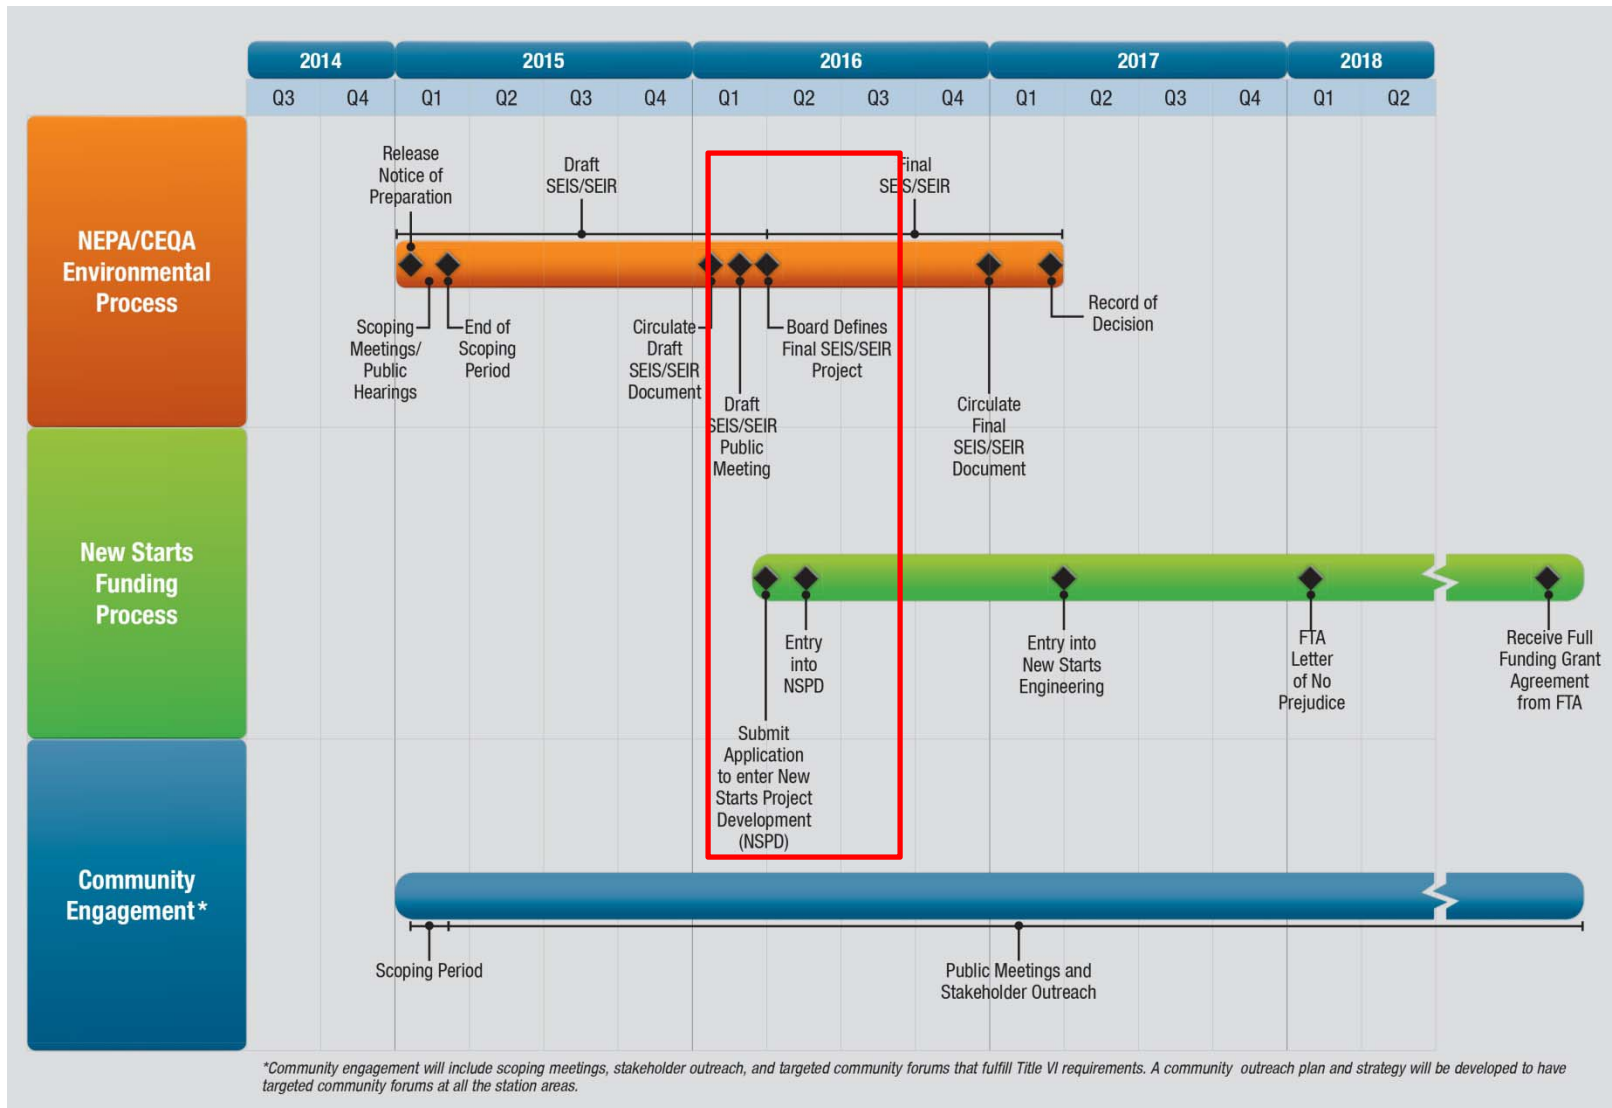 2014 2015 2016 2017 2018
Q3 Q4 Q1 Q2 Q3 Q4 Q1 Q2 Q3 Q4 Q1 Q2 Q3 Q4 Q1 Q2
NEPA/CEQA
Environmental
Process
Release
Notice of
Preparation
Draft
SEIS/SEIR
Final
SEIS/SEIR
Scoping
Meetings/
Public
Hearings
End of
Scoping
Period
Circulate
Draft
SEIS/SEIR
Document
Draft
SEIS/SEIR
Public
Meeting
Board Defines
Final SEIS/SEIR
Project
Circulate
Final
SEIS/SEIR
Document
Record of
Decision
New Starts
Funding
Process
Submit
Application
to enter New
Starts Project
Development
(NSPD)
Entry
into
NSPD
Entry into
New Starts
Engineering
FTA
Letter
of No
Prejudice
Receive Full
Funding Grant
Agreement
from FTA
Community
Engagement*
Scoping Period
Public Meetings and
Stakeholder Outreach
*Community engagement will include scoping meetings, stakeholder outreach, and targeted community forums that fulfill Title VI requirements. A community outreach plan and strategy will be developed to have
targeted community forums at all the station areas.